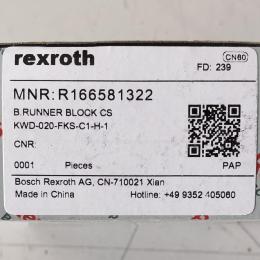 rexroth
CN60
FD: 239
MNR:R166581322
B.RUNNER BLOCK CS
KWD-020-FKS-C1-H-1
CNR:
0001 Pieces
PAP
Bosch Rexroth AG, CN-710021 Xian
Made in China Hotline: +49 9352 405060